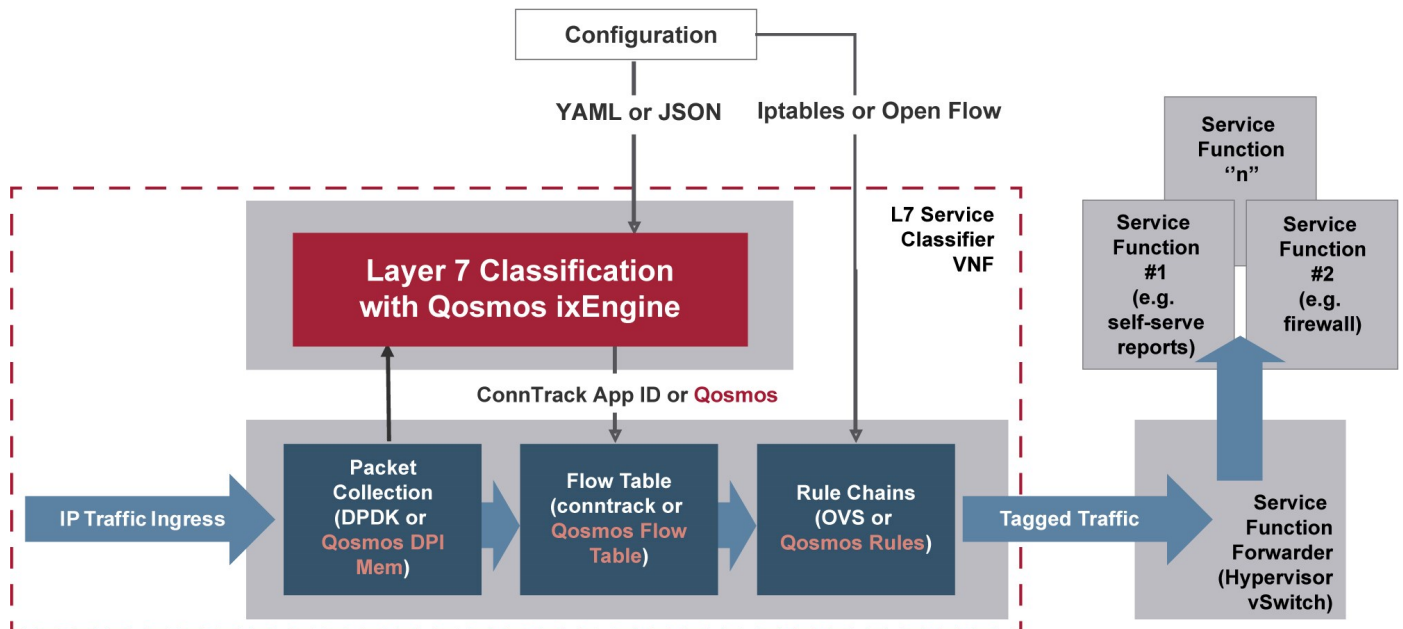 Configuration
YAML or JSON
Iptables or Open Flow
Service
Function
‘’n”
L7 Service
Classifier
VNF
Service
Function
#1
(e.g.
self-serve
reports)
Service
Function
#2
(e.g.
firewall)
Layer 7 Classification
with Qosmos ixEngine
ConnTrack App ID or Qosmos
IP Traffic Ingress
Packet
Collection
(DPDK or
Qosmos DPI
Mem)
Flow Table
(conntrack or
Qosmos Flow
Table)
Rule Chains
(OVS or
Qosmos Rules)
Tagged Traffic
Service
Function
Forwarder
(Hypervisor
vSwitch)